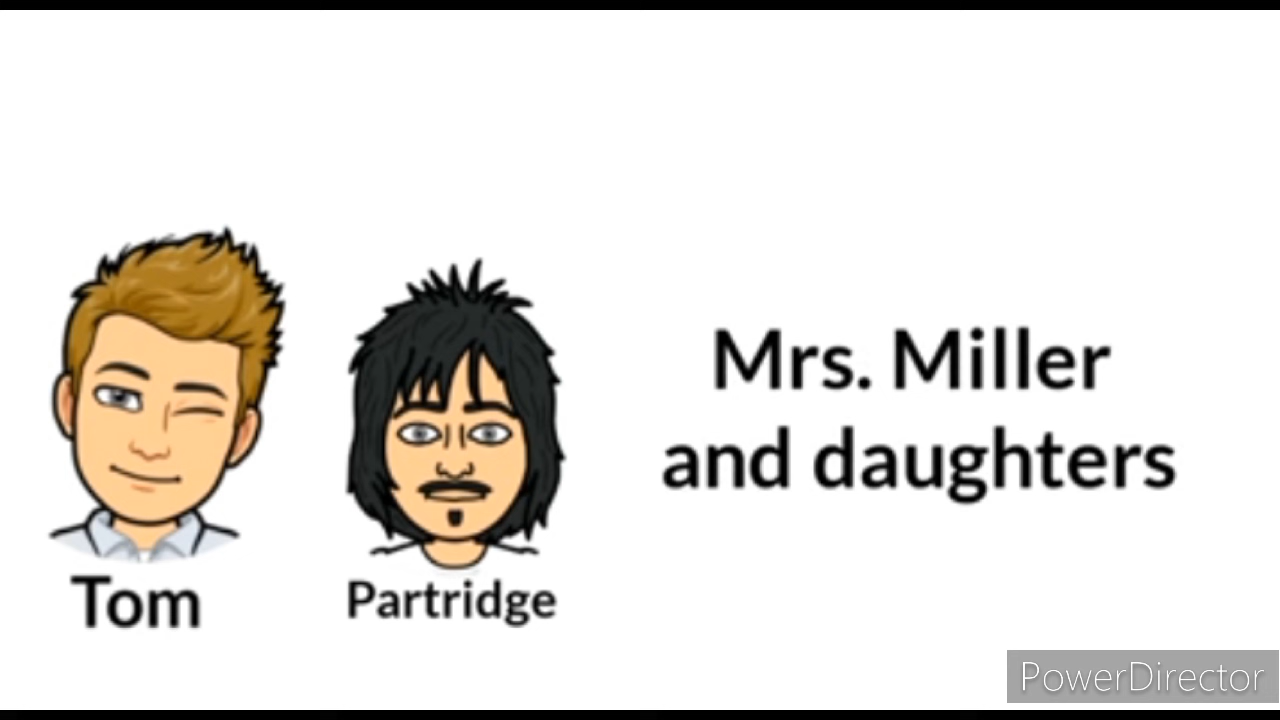 Mrs. Miller
and daughters
Tom
Partridge
PowerDirector